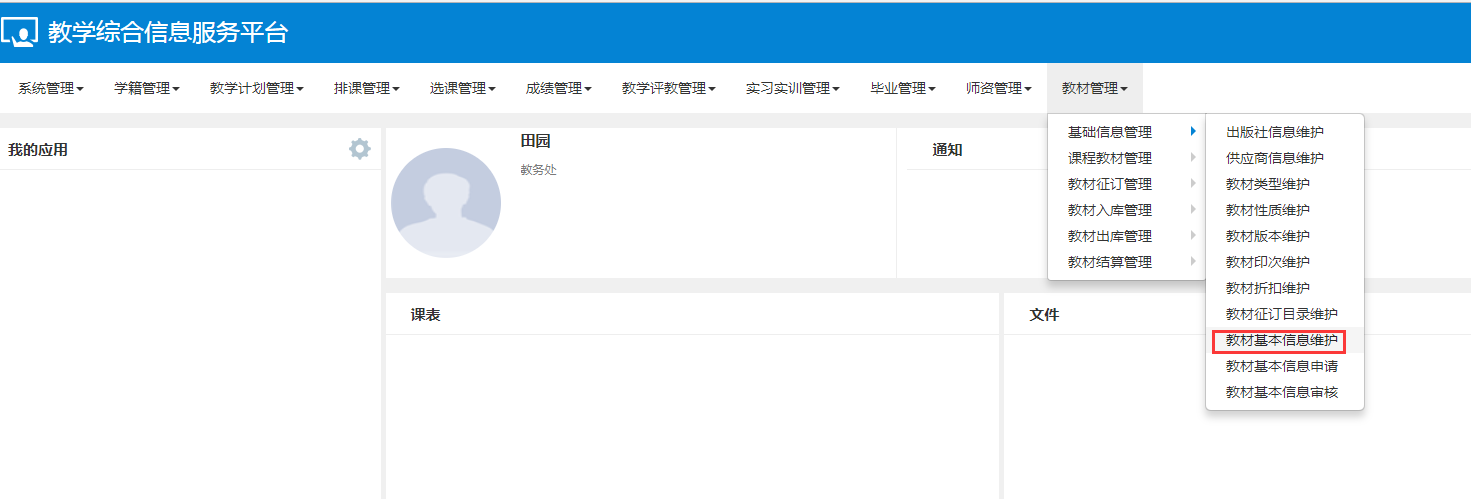 教学综合信息服务平台
系统管理 学籍管理 教学计划管理 排课管理 选课管理 成绩管理 教学评教管理 实习实训管理 毕业管理 师资管理 教材管理
我的应用
田园
教务处
通知
基础信息管理
课程教材管理
教材征订管理
教材入库管理
教材出库管理
教材结算管理
出版社信息维护
供应商信息维护
教材类型维护
教材性质维护
教材版本维护
教材印次维护
教材折扣维护
教材征订目录维护
教材基本信息维护
教材基本信息申请
教材基本信息审核
课表
文件